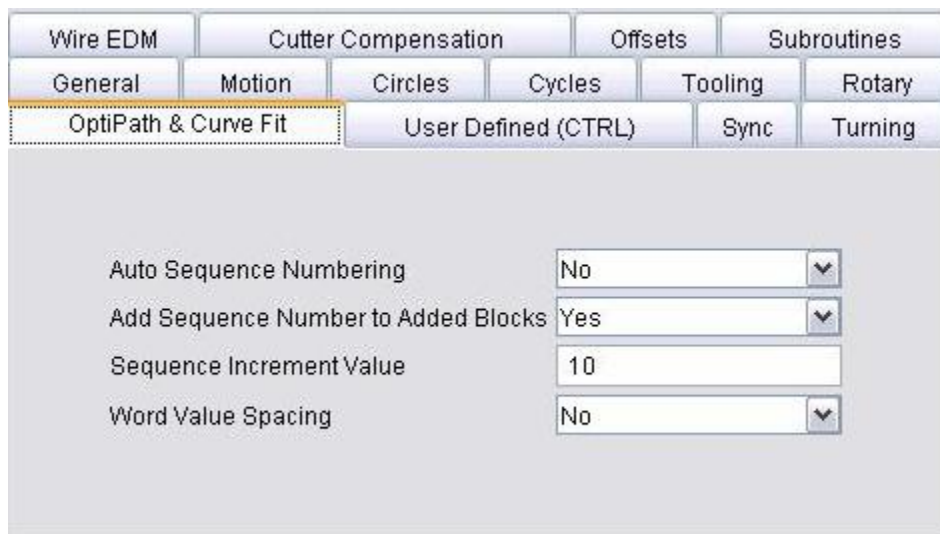 Wire EDM Cutter Compensation Offsets Subroutines
General Motion Circles Cycles Tooling Rotary
OptiPath & Curve Fit User Defined (CTRL) Sync Turning
Auto Sequence Numbering No
Add Sequence Number to Added Blocks Yes
Sequence Increment Value 10
Word Value Spacing No